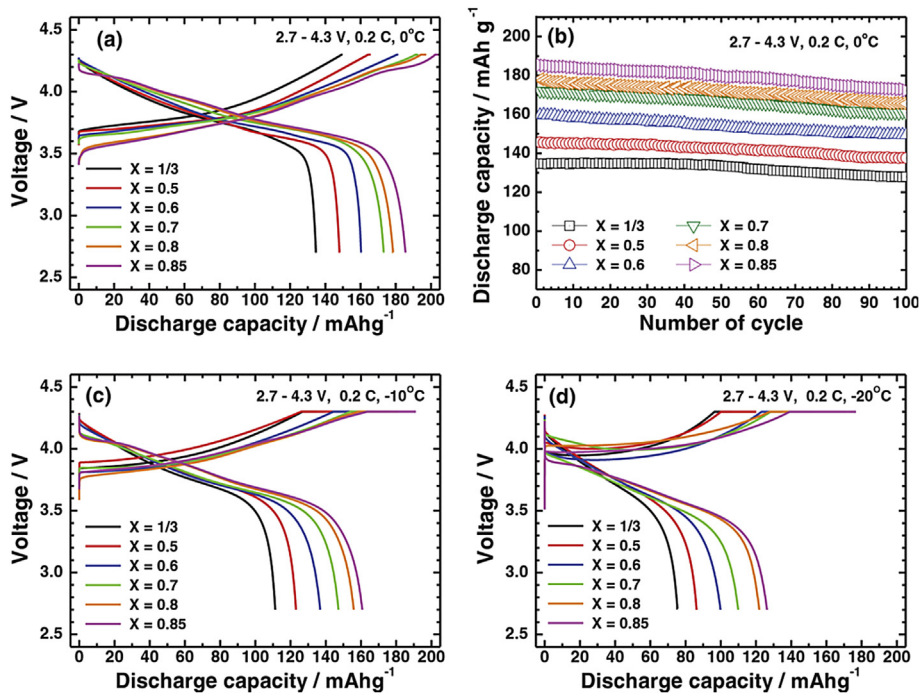 (a)
2.7 - 4.3 V, 0.2 C, 0°C
4.5
4.0
3.5
3.0
2.5
Voltage / V
X = 1/3
X = 0.5
X = 0.6
X = 0.7
X = 0.8
X = 0.85
0 20 40 60 80 100 120 140 160 180 200
Discharge capacity / mAhg-1
(b)
2.7 - 4.3 V, 0.2 C, 0°C
200
180
160
140
120
100
80
Discharge capacity / mAh g-1
X = 1/3
X = 0.5
X = 0.6
X = 0.7
X = 0.8
X = 0.85
0 10 20 30 40 50 60 70 80 90 100
Number of cycle
(c)
2.7 - 4.3 V, 0.2 C, -10°C
4.5
4.0
3.5
3.0
2.5
Voltage / V
X = 1/3
X = 0.5
X = 0.6
X = 0.7
X = 0.8
X = 0.85
0 20 40 60 80 100 120 140 160 180 200
Discharge capacity / mAhg-1
(d)
2.7 - 4.3 V, 0.2 C, -20°C
4.5
4.0
3.5
3.0
2.5
Voltage / V
X = 1/3
X = 0.5
X = 0.6
X = 0.7
X = 0.8
X = 0.85
0 20 40 60 80 100 120 140 160 180 200
Discharge capacity / mAhg-1